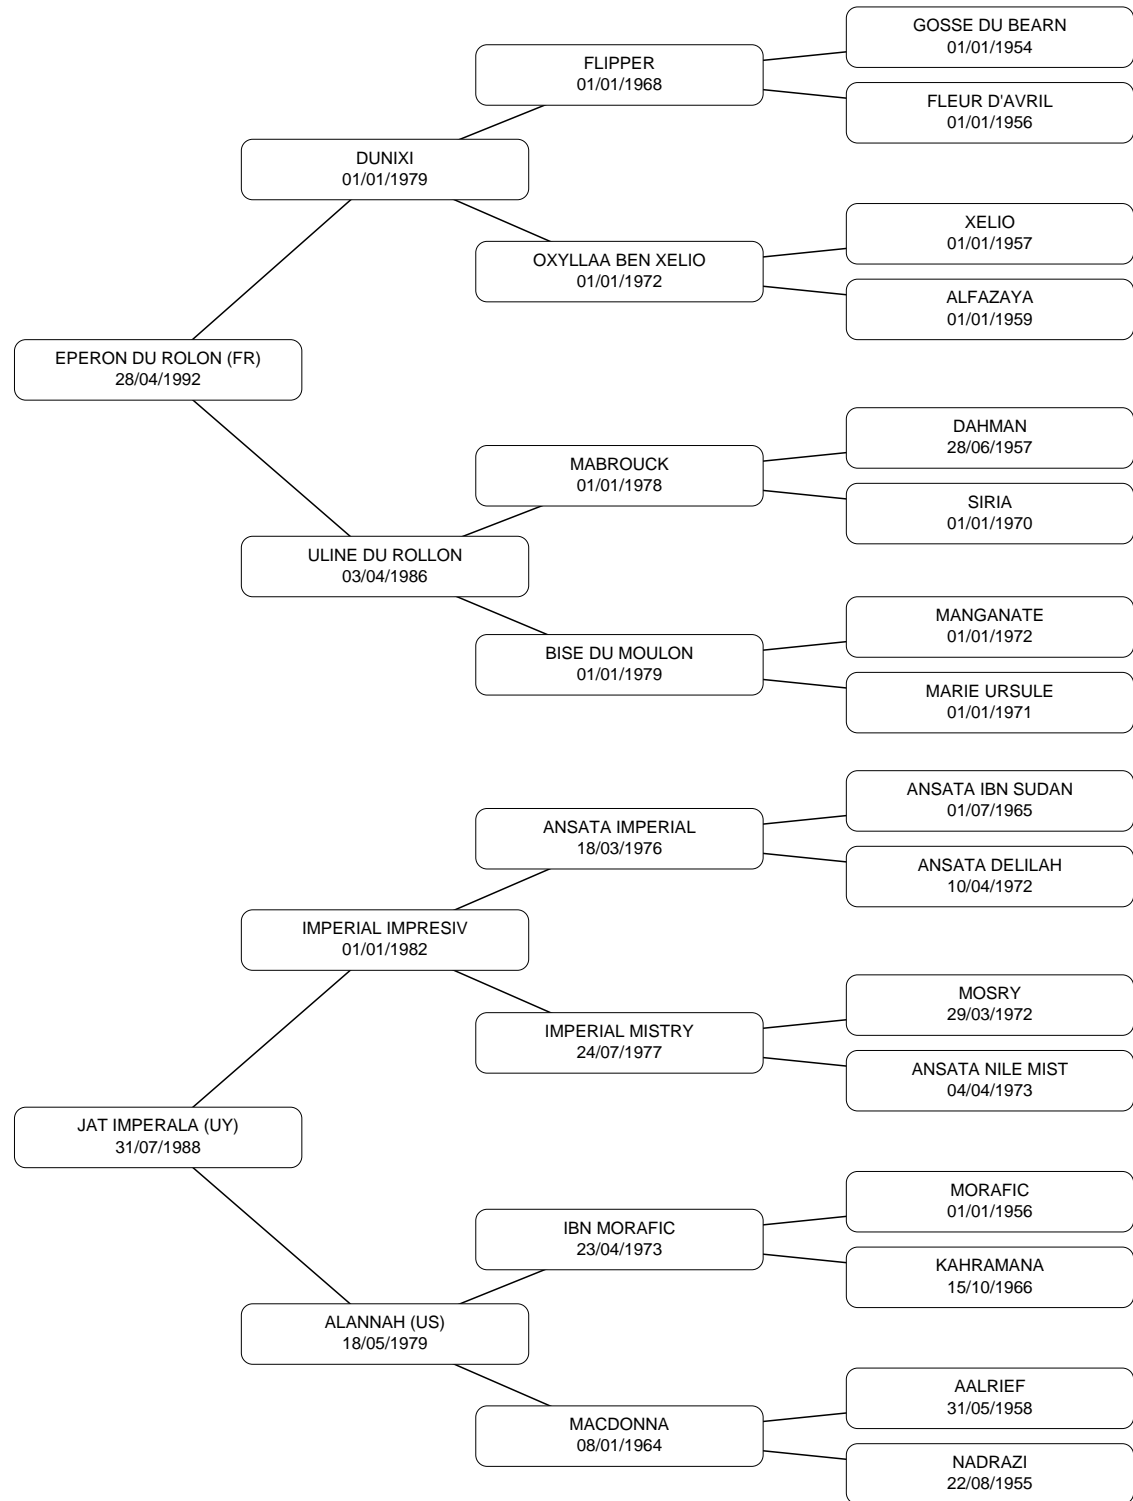 GOSSE DU BEARN
01/01/1954
FLIPPER
01/01/1968
FLEUR D'AVRIL
01/01/1956
DUNIXI
01/01/1979
XELIO
01/01/1957
OXYLLAA BEN XELIO
01/01/1972
ALFAZAYA
01/01/1959
EPERON DU ROLON (FR)
28/04/1992
DAHMAN
28/06/1957
MABROUCK
01/01/1978
SIRIA
01/01/1970
ULINE DU ROLLON
03/04/1986
MANGANATE
01/01/1972
BISE DU MOULON
01/01/1979
MARIE URSULE
01/01/1971
ANSATA IBN SUDAN
01/07/1965
ANSATA IMPERIAL
18/03/1976
ANSATA DELILAH
10/04/1972
IMPERIAL IMPRESIV
01/01/1982
MOSRY
29/03/1972
IMPERIAL MISTRY
24/07/1977
ANSATA NILE MIST
04/04/1973
JAT IMPERALA (UY)
31/07/1988
MORAFIC
01/01/1956
IBN MORAFIC
23/04/1973
KAHRAMANA
15/10/1966
ALANNAH (US)
18/05/1979
AALRIEF
31/05/1958
MACDONNA
08/01/1964
NADRAZI
22/08/1955